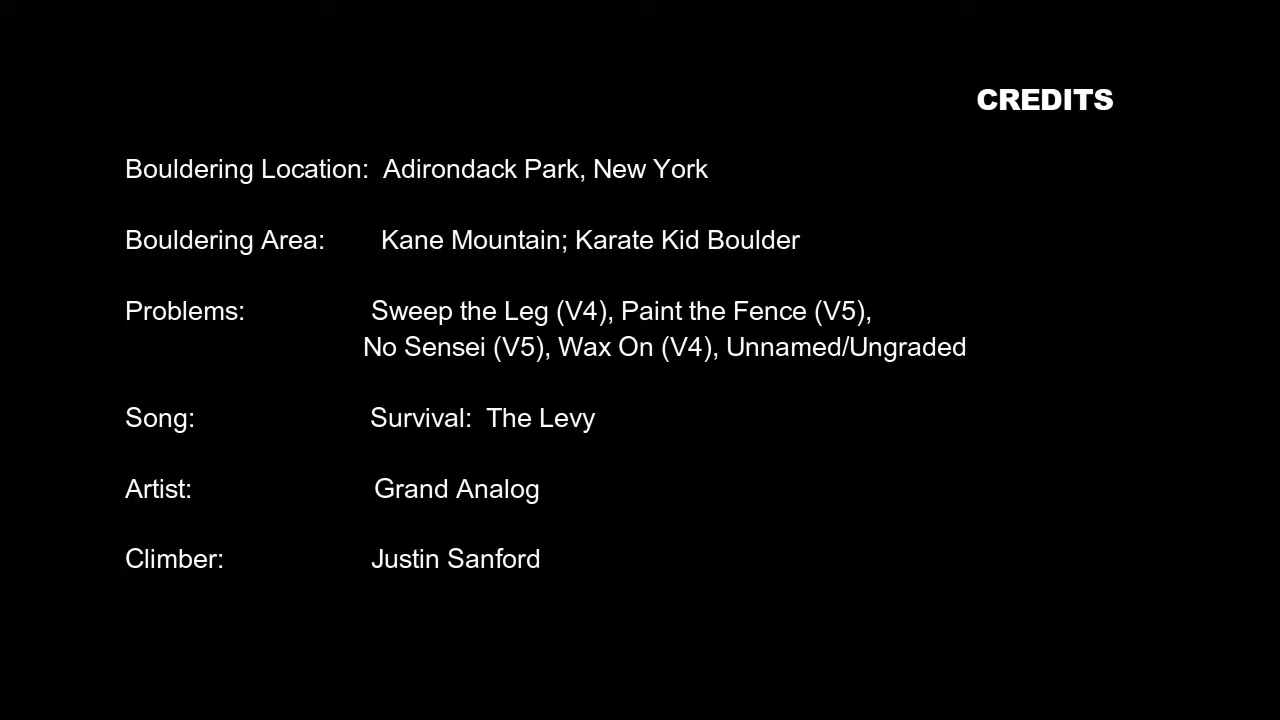 CREDITS
Bouldering Location: Adirondack Park, New York
Bouldering Area: Kane Mountain; Karate Kid Boulder
Problems: Sweep the Leg (V4), Paint the Fence (V5),
No Sensei (V5), Wax On (V4), Unnamed/Ungraded
Song: Survival: The Levy
Artist: Grand Analog
Climber: Justin Sanford